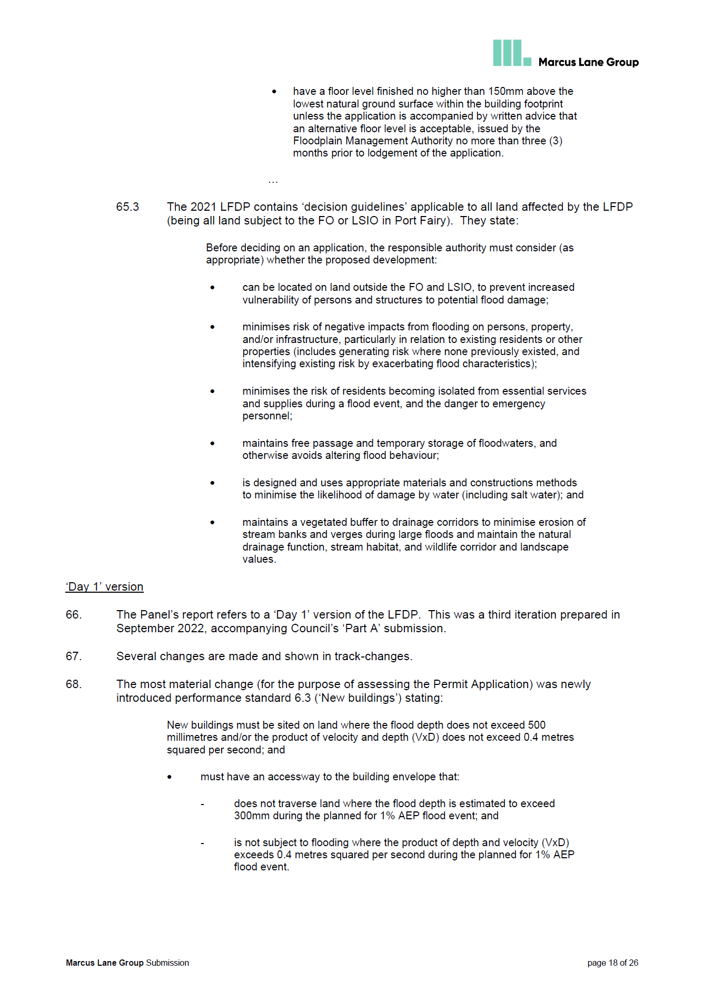 Marcus Lane Group
• have a floor level finished no higher than 150mm above the
lowest natural ground surface within the building footprint
unless the application is accompanied by written advice that
an alternative floor level is acceptable, issued by the
Floodplain Management Authority no more than three (3)
months prior to lodgement of the application.
…
65.3 The 2021 LFDP contains ‘decision guidelines’ applicable to all land affected by the LFDP
(being all land subject to the FO or LSIO in Port Fairy). They state:
Before deciding on an application, the responsible authority must consider (as
appropriate) whether the proposed development:
• can be located on land outside the FO and LSIO, to prevent increased
vulnerability of persons and structures to potential flood damage;
• minimises risk of negative impacts from flooding on persons, property,
and/or infrastructure, particularly in relation to existing residents or other
properties (includes generating risk where none previously existed, and
intensifying existing risk by exacerbating flood characteristics);
• minimises the risk of residents becoming isolated from essential services
and supplies during a flood event, and the danger to emergency
personnel;
• maintains free passage and temporary storage of floodwaters, and
otherwise avoids altering flood behaviour;
• is designed and uses appropriate materials and constructions methods
to minimise the likelihood of damage by water (including salt water); and
• maintains a vegetated buffer to drainage corridors to minimise erosion of
stream banks and verges during large floods and maintain the natural
drainage function, stream habitat, and wildlife corridor and landscape
values.
‘Day 1’ version
66. The Panel’s report refers to a ‘Day 1’ version of the LFDP. This was a third iteration prepared in
September 2022, accompanying Council’s ‘Part A’ submission.
67. Several changes are made and shown in track-changes.
68. The most material change (for the purpose of assessing the Permit Application) was newly
introduced performance standard 6.3 (‘New buildings’) stating:
New buildings must be sited on land where the flood depth does not exceed 500
millimetres and/or the product of velocity and depth (VxD) does not exceed 0.4 metres
squared per second; and
• must have an accessway to the building envelope that:
- does not traverse land where the flood depth is estimated to exceed
300mm during the planned for 1% AEP flood event; and
- is not subject to flooding where the product of depth and velocity (VxD)
exceeds 0.4 metres squared per second during the planned for 1% AEP
flood event.
Marcus Lane Group Submission page 18 of 26